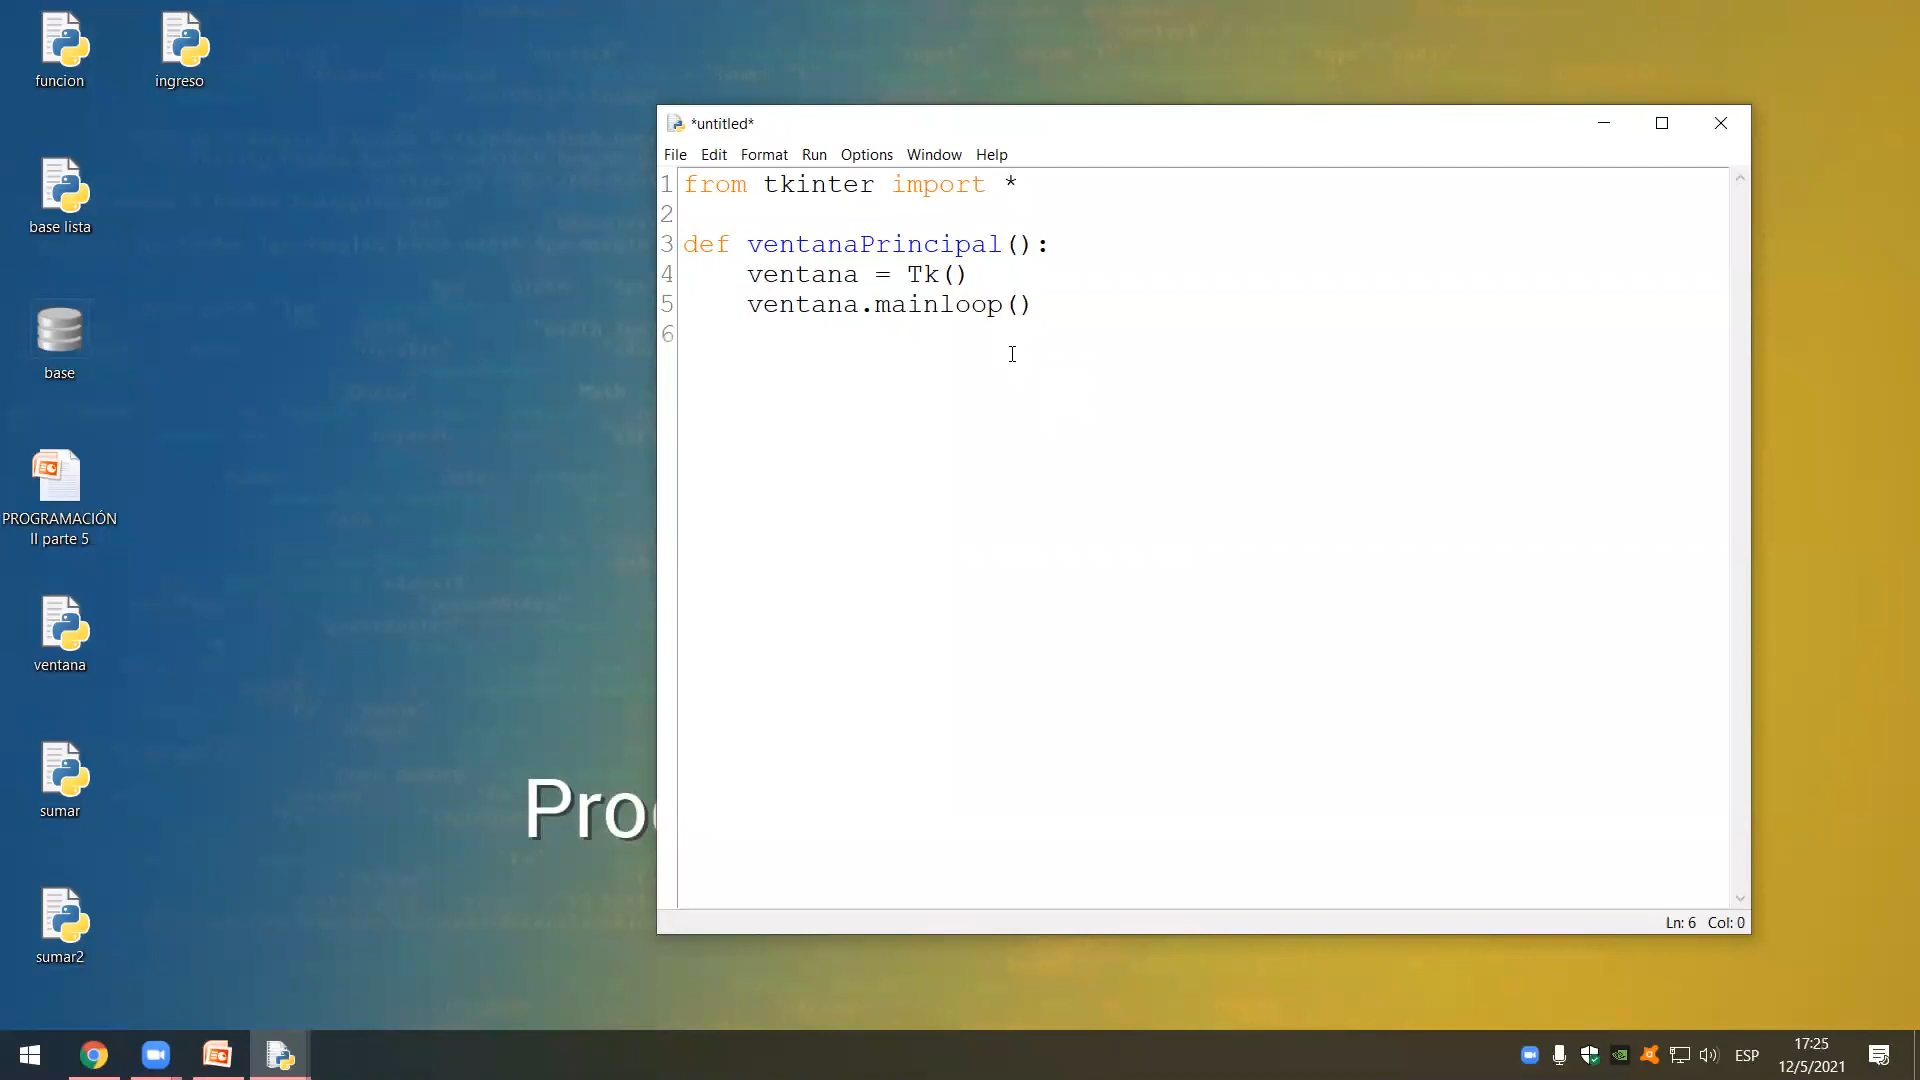 funcion
ingreso
base lista
base
PROGRAMACIÓN
II parte 5
ventana
sumar
sumar2
*untitled*
File Edit Format Run Options Window Help
1 from tkinter import *
2
3 def ventanaPrincipal():
4 ventana = Tk()
5 ventana.mainloop()
6
Ln: 6 Col: 0
ESP
17:25
12/5/2021